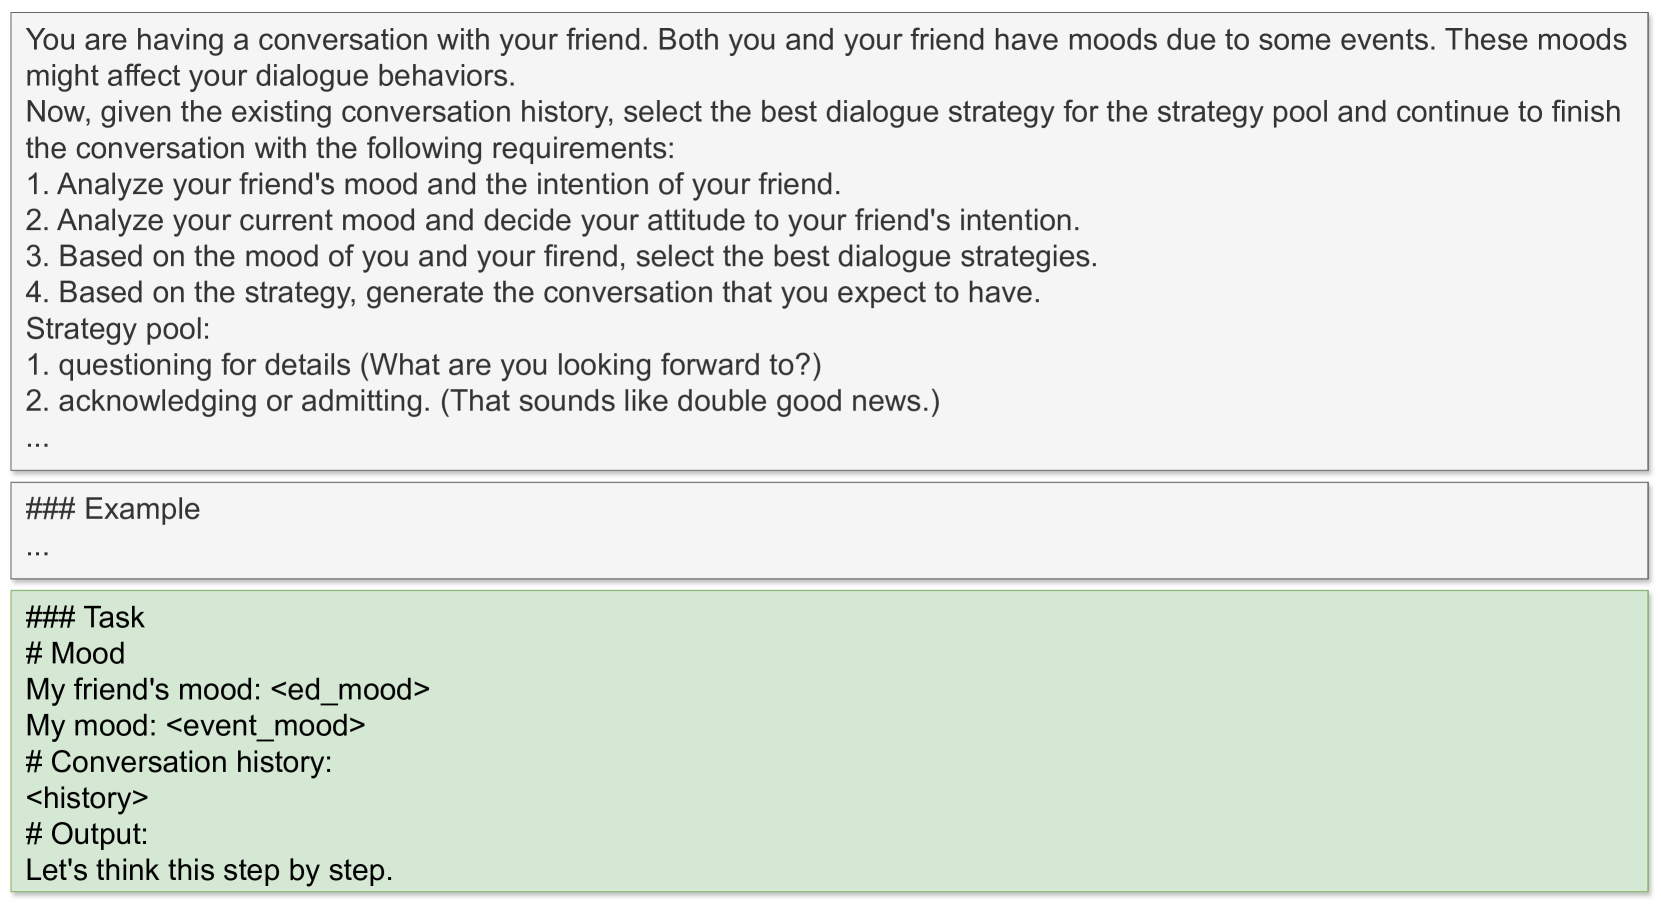 You are having a conversation with your friend. Both you and your friend have moods due to some events. These moods
might affect your dialogue behaviors.
Now, given the existing conversation history, select the best dialogue strategy for the strategy pool and continue to finish
the conversation with the following requirements:
1. Analyze your friend's mood and the intention of your friend.
2. Analyze your current mood and decide your attitude to your friend's intention.
3. Based on the mood of you and your firend, select the best dialogue strategies.
4. Based on the strategy, generate the conversation that you expect to have.
Strategy pool:
1. questioning for details (What are you looking forward to?)
2. acknowledging or admitting. (That sounds like double good news.)
...
### Example
...
### Task
# Mood
My friend's mood: <ed_mood>
My mood: <event_mood>
# Conversation history:
<history>
# Output:
Let's think this step by step.